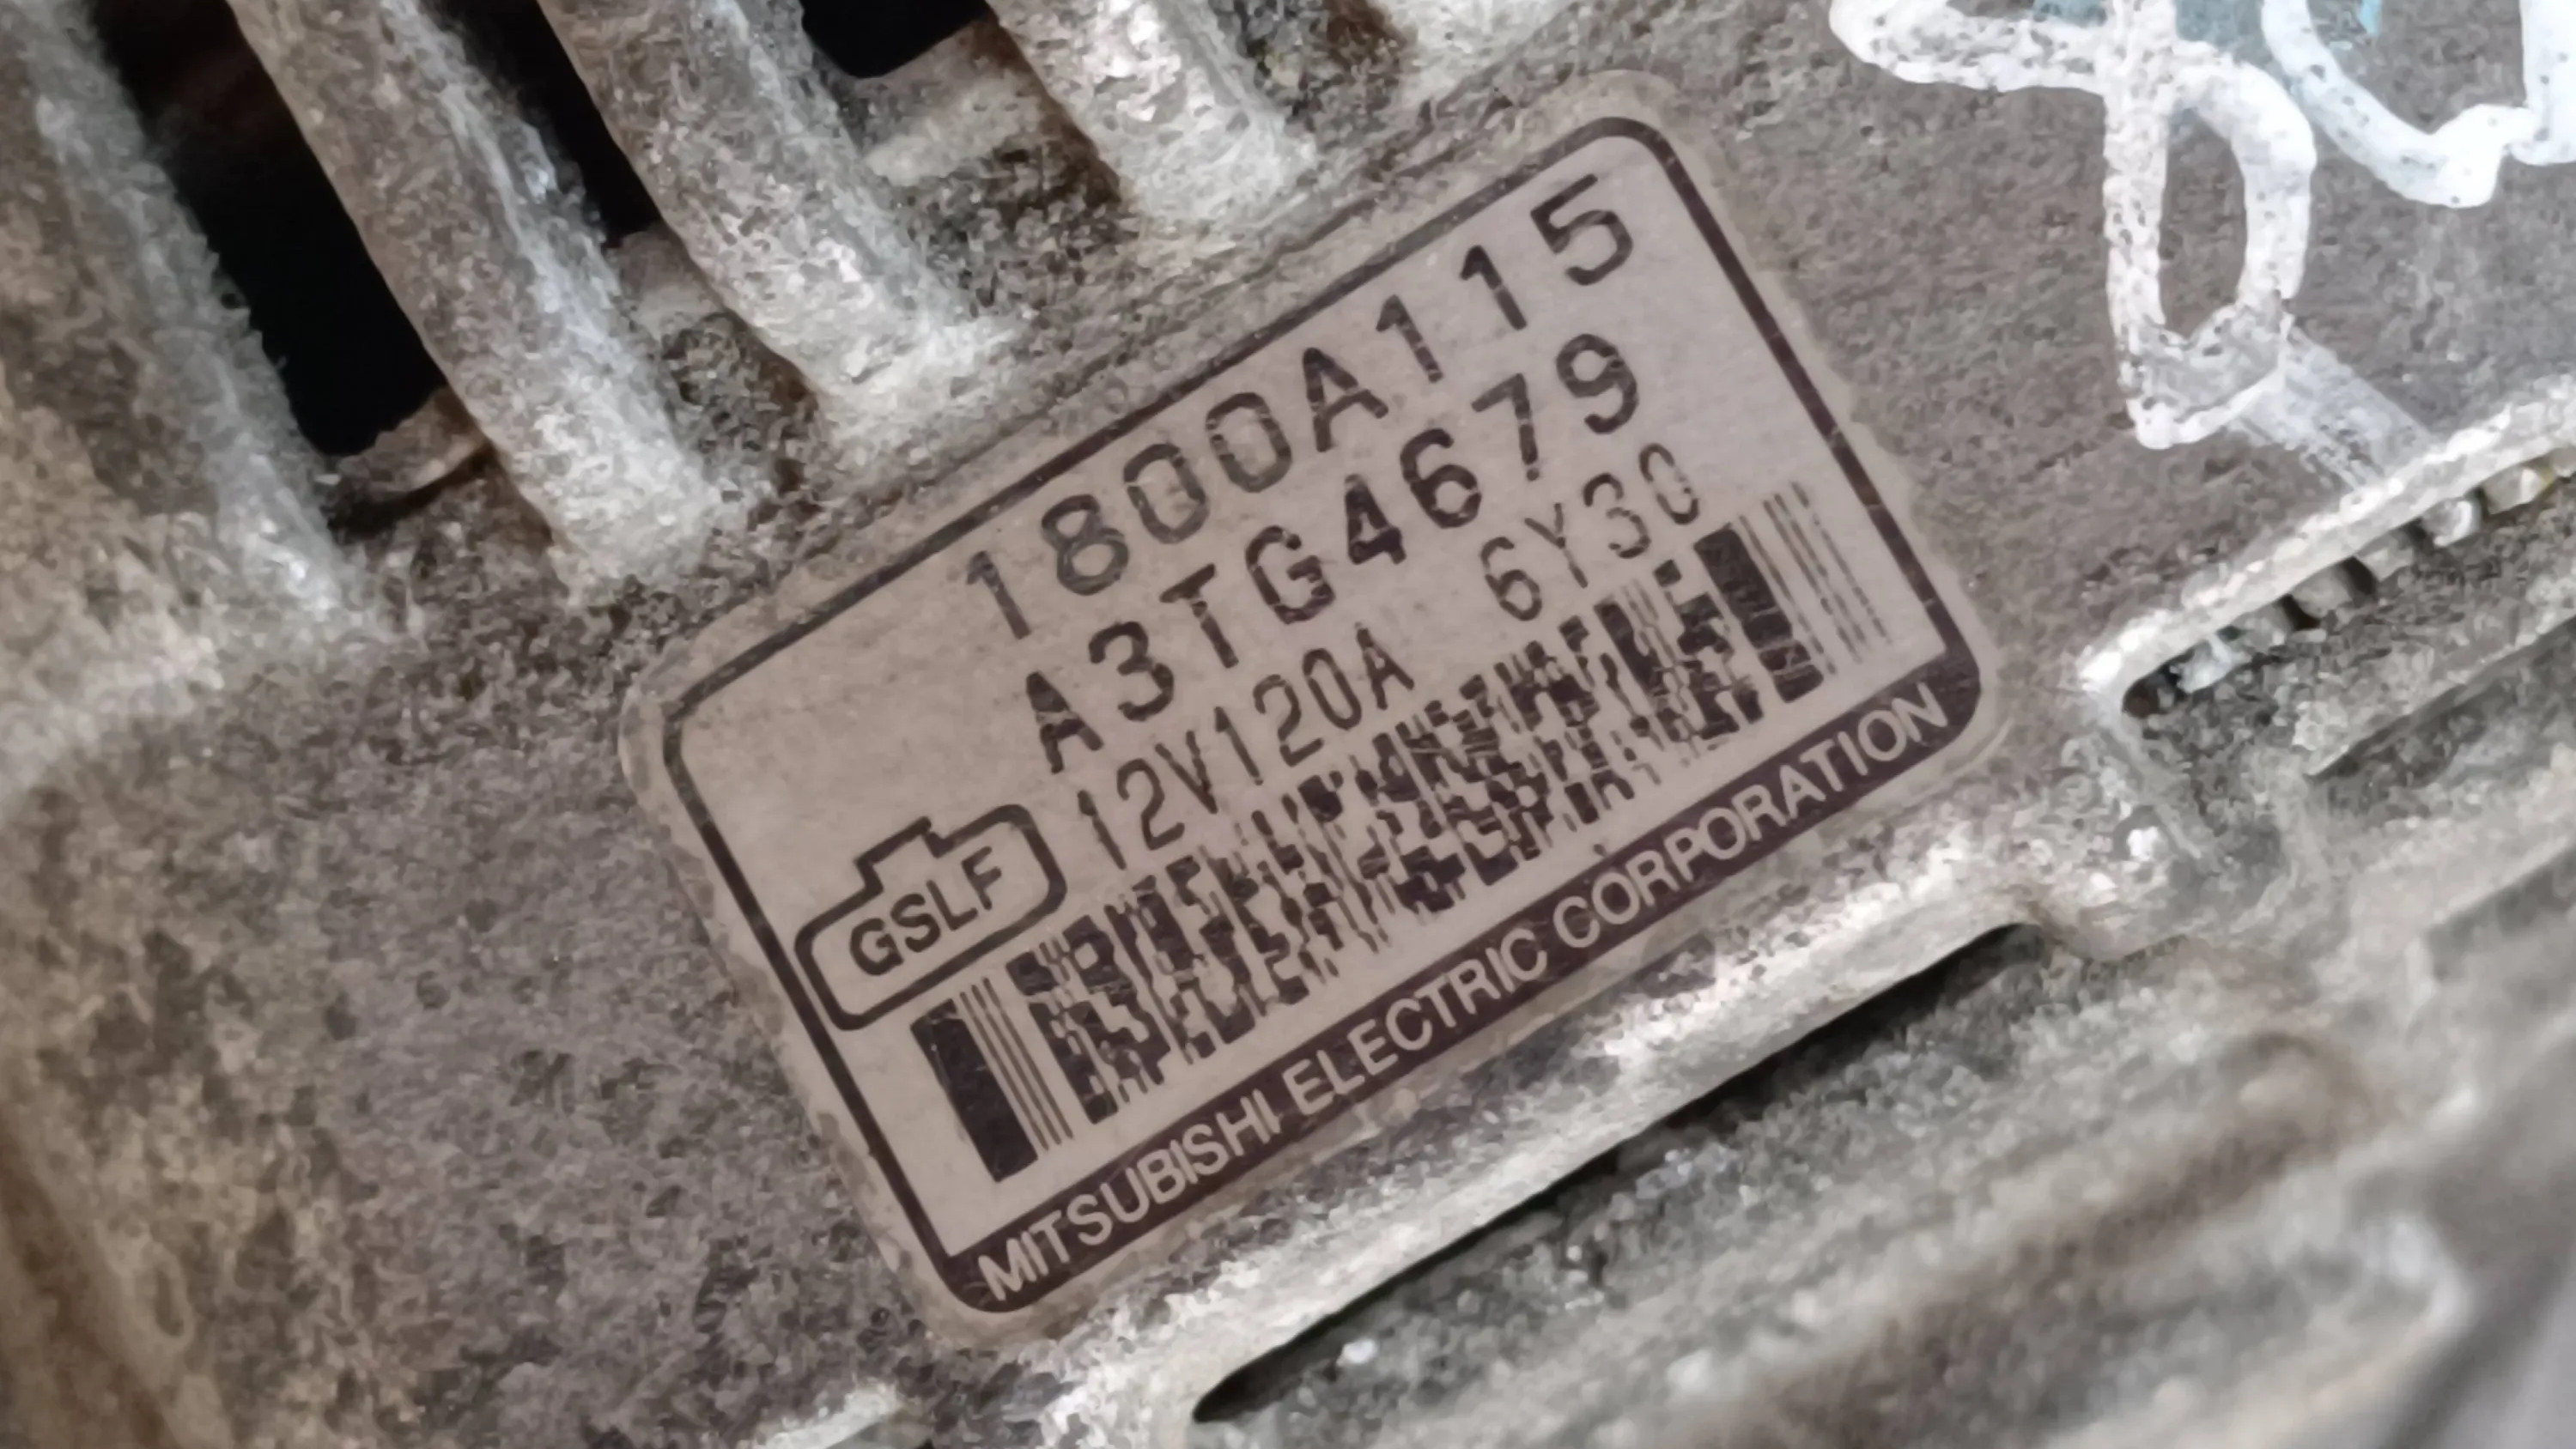 1800A115
A3TG4679
12V120A 6Y30
GSLF
MITSUBISHI ELECTRIC CORPORATION